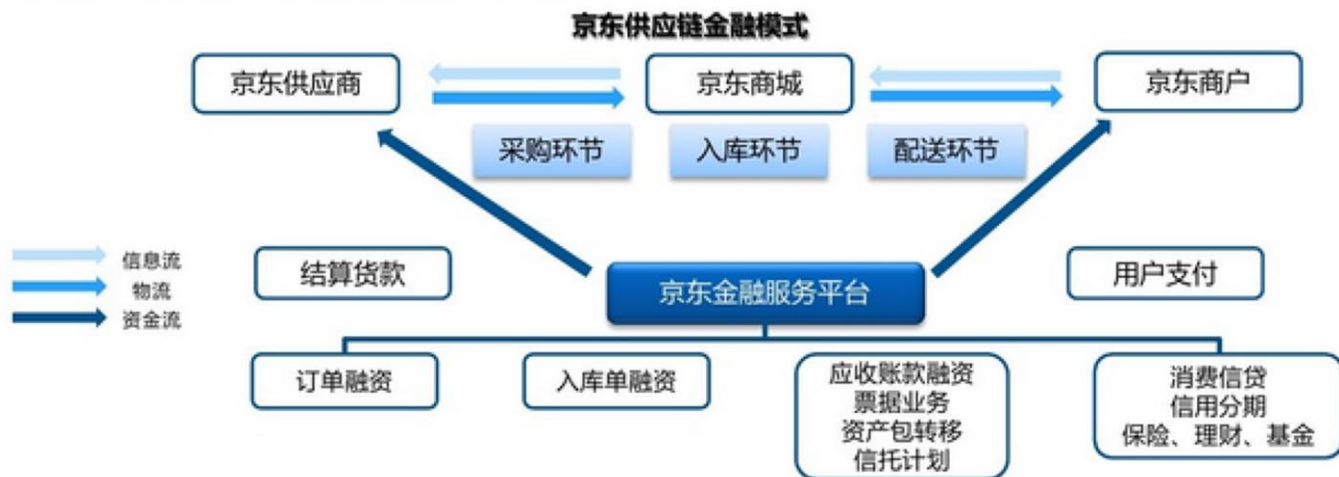 京东供应链金融模式
京东供应商
京东商城
京东商户
采购环节
入库环节
配送环节
信息流
物流
资金流
结算货款
京东金融服务平台
用户支付
订单融资
入库单融资
应收账款融资
票据业务
资产包转移
信托计划
消费信贷
信用分期
保险、理财、基金